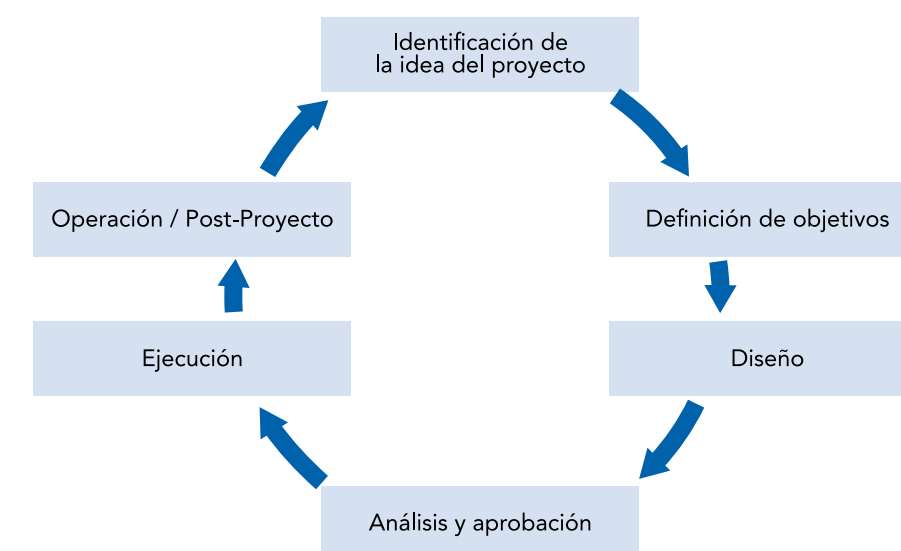 Identificación de
la idea del proyecto
Definición de objetivos
Diseño
Análisis y aprobación
Ejecución
Operación / Post-Proyecto